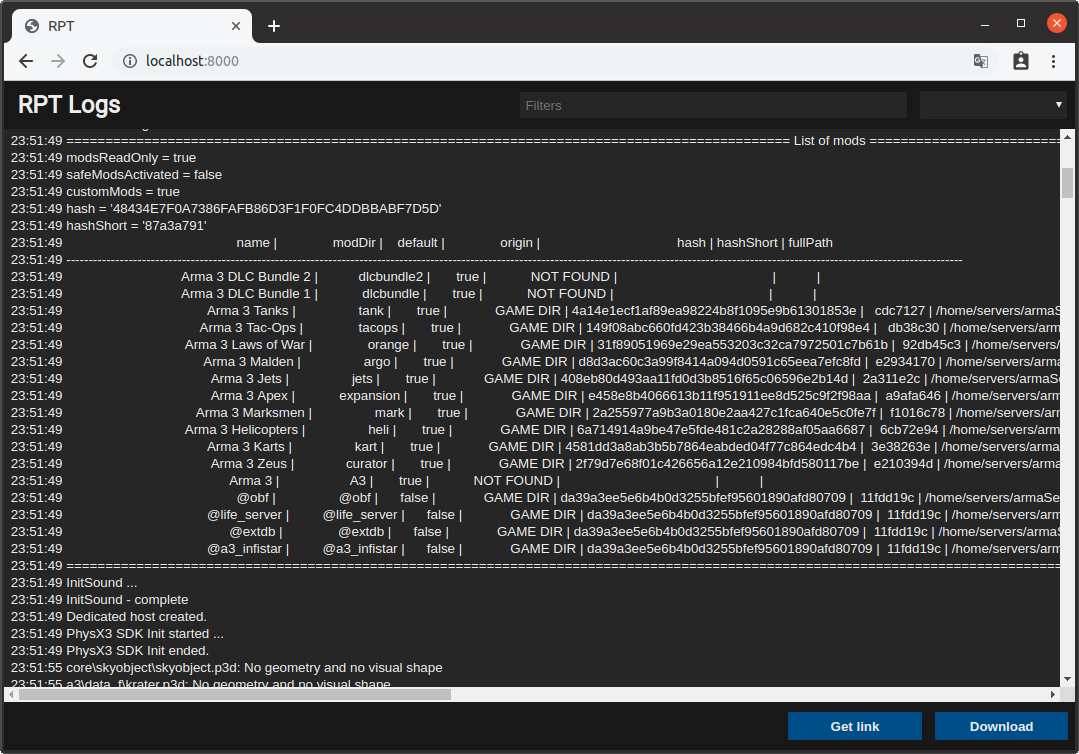 RPT
localhost:8000
RPT Logs
Filters
23:51:49 ============================================================================================= List of mods =========================
23:51:49 modsReadOnly = true
23:51:49 safeModsActivated = false
23:51:49 customMods = true
23:51:49 hash = '48434E7F0A7386FAFB86D3F1F0FC4DDBBABF7D5D'
23:51:49 hashShort = '87a3a791'
23:51:49 name | modDir | default | origin | hash | hashShort | fullPath
23:51:49 ----------------------------------------------------------------------------------------------------------------------------------------------------------------
23:51:49 Arma 3 DLC Bundle 2 | dlcbundle2 | true | NOT FOUND | | |
23:51:49 Arma 3 DLC Bundle 1 | dlcbundle | true | NOT FOUND | | |
23:51:49 Arma 3 Tanks | tank | true | GAME DIR | 4a14e1ecf1af89ea98224b8f1095e9b61301853e | cdc7127 | /home/servers/armaS
23:51:49 Arma 3 Tac-Ops | tacops | true | GAME DIR | 149f08abc660fd423b38466b4a9d682c410f98e4 | db38c30 | /home/servers/arm
23:51:49 Arma 3 Laws of War | orange | true | GAME DIR | 31f89051969e29ea553203c32ca7972501c7b61b | 92db45c3 | /home/servers/
23:51:49 Arma 3 Malden | argo | true | GAME DIR | d8d3ac60c3a99f8414a094d0591c65eea7efc8fd | e2934170 | /home/servers/arma
23:51:49 Arma 3 Jets | jets | true | GAME DIR | 408eb80d493aa11fd0d3b8516f65c06596e2b14d | 2a311e2c | /home/servers/armaSe
23:51:49 Arma 3 Apex | expansion | true | GAME DIR | e458e8b4066613b11f951911ee8d525c9f2f98aa | a9afa646 | /home/servers/arm
23:51:49 Arma 3 Marksmen | mark | true | GAME DIR | 2a255977a9b3a0180e2aa427c1fca640e5c0fe7f | f1016c78 | /home/servers/arm
23:51:49 Arma 3 Helicopters | heli | true | GAME DIR | 6a714914a9be47e5fde481c2a28288af05aa6687 | 6cb72e94 | /home/servers/arm
23:51:49 Arma 3 Karts | kart | true | GAME DIR | 4581dd3a8ab3b5b7864eabded04f77c864edc4b4 | 3e38263e | /home/servers/arma
23:51:49 Arma 3 Zeus | curator | true | GAME DIR | 2f79d7e68f01c426656a12e210984bfd580117be | e210394d | /home/servers/arma
23:51:49 Arma 3 | A3 | true | NOT FOUND | | |
23:51:49 @obf | @obf | false | GAME DIR | da39a3ee5e6b4b0d3255bfef95601890afd80709 | 11fdd19c | /home/servers/armaSe
23:51:49 @life_server | @life_server | false | GAME DIR | da39a3ee5e6b4b0d3255bfef95601890afd80709 | 11fdd19c | /home/servers/arm
23:51:49 @extdb | @extdb | false | GAME DIR | da39a3ee5e6b4b0d3255bfef95601890afd80709 | 11fdd19c | /home/servers/arma
23:51:49 @a3_infistar | @a3_infistar | false | GAME DIR | da39a3ee5e6b4b0d3255bfef95601890afd80709 | 11fdd19c | /home/servers/arm
23:51:49 ================================================================================================================================
23:51:49 InitSound ...
23:51:49 InitSound - complete
23:51:49 Dedicated host created.
23:51:49 PhysX3 SDK Init started ...
23:51:49 PhysX3 SDK Init ended.
23:51:55 core\skyobject\skyobject.p3d: No geometry and no visual shape
23:51:55 a3\data_f\krater.p3d: No geometry and no visual shape
Get link
Download